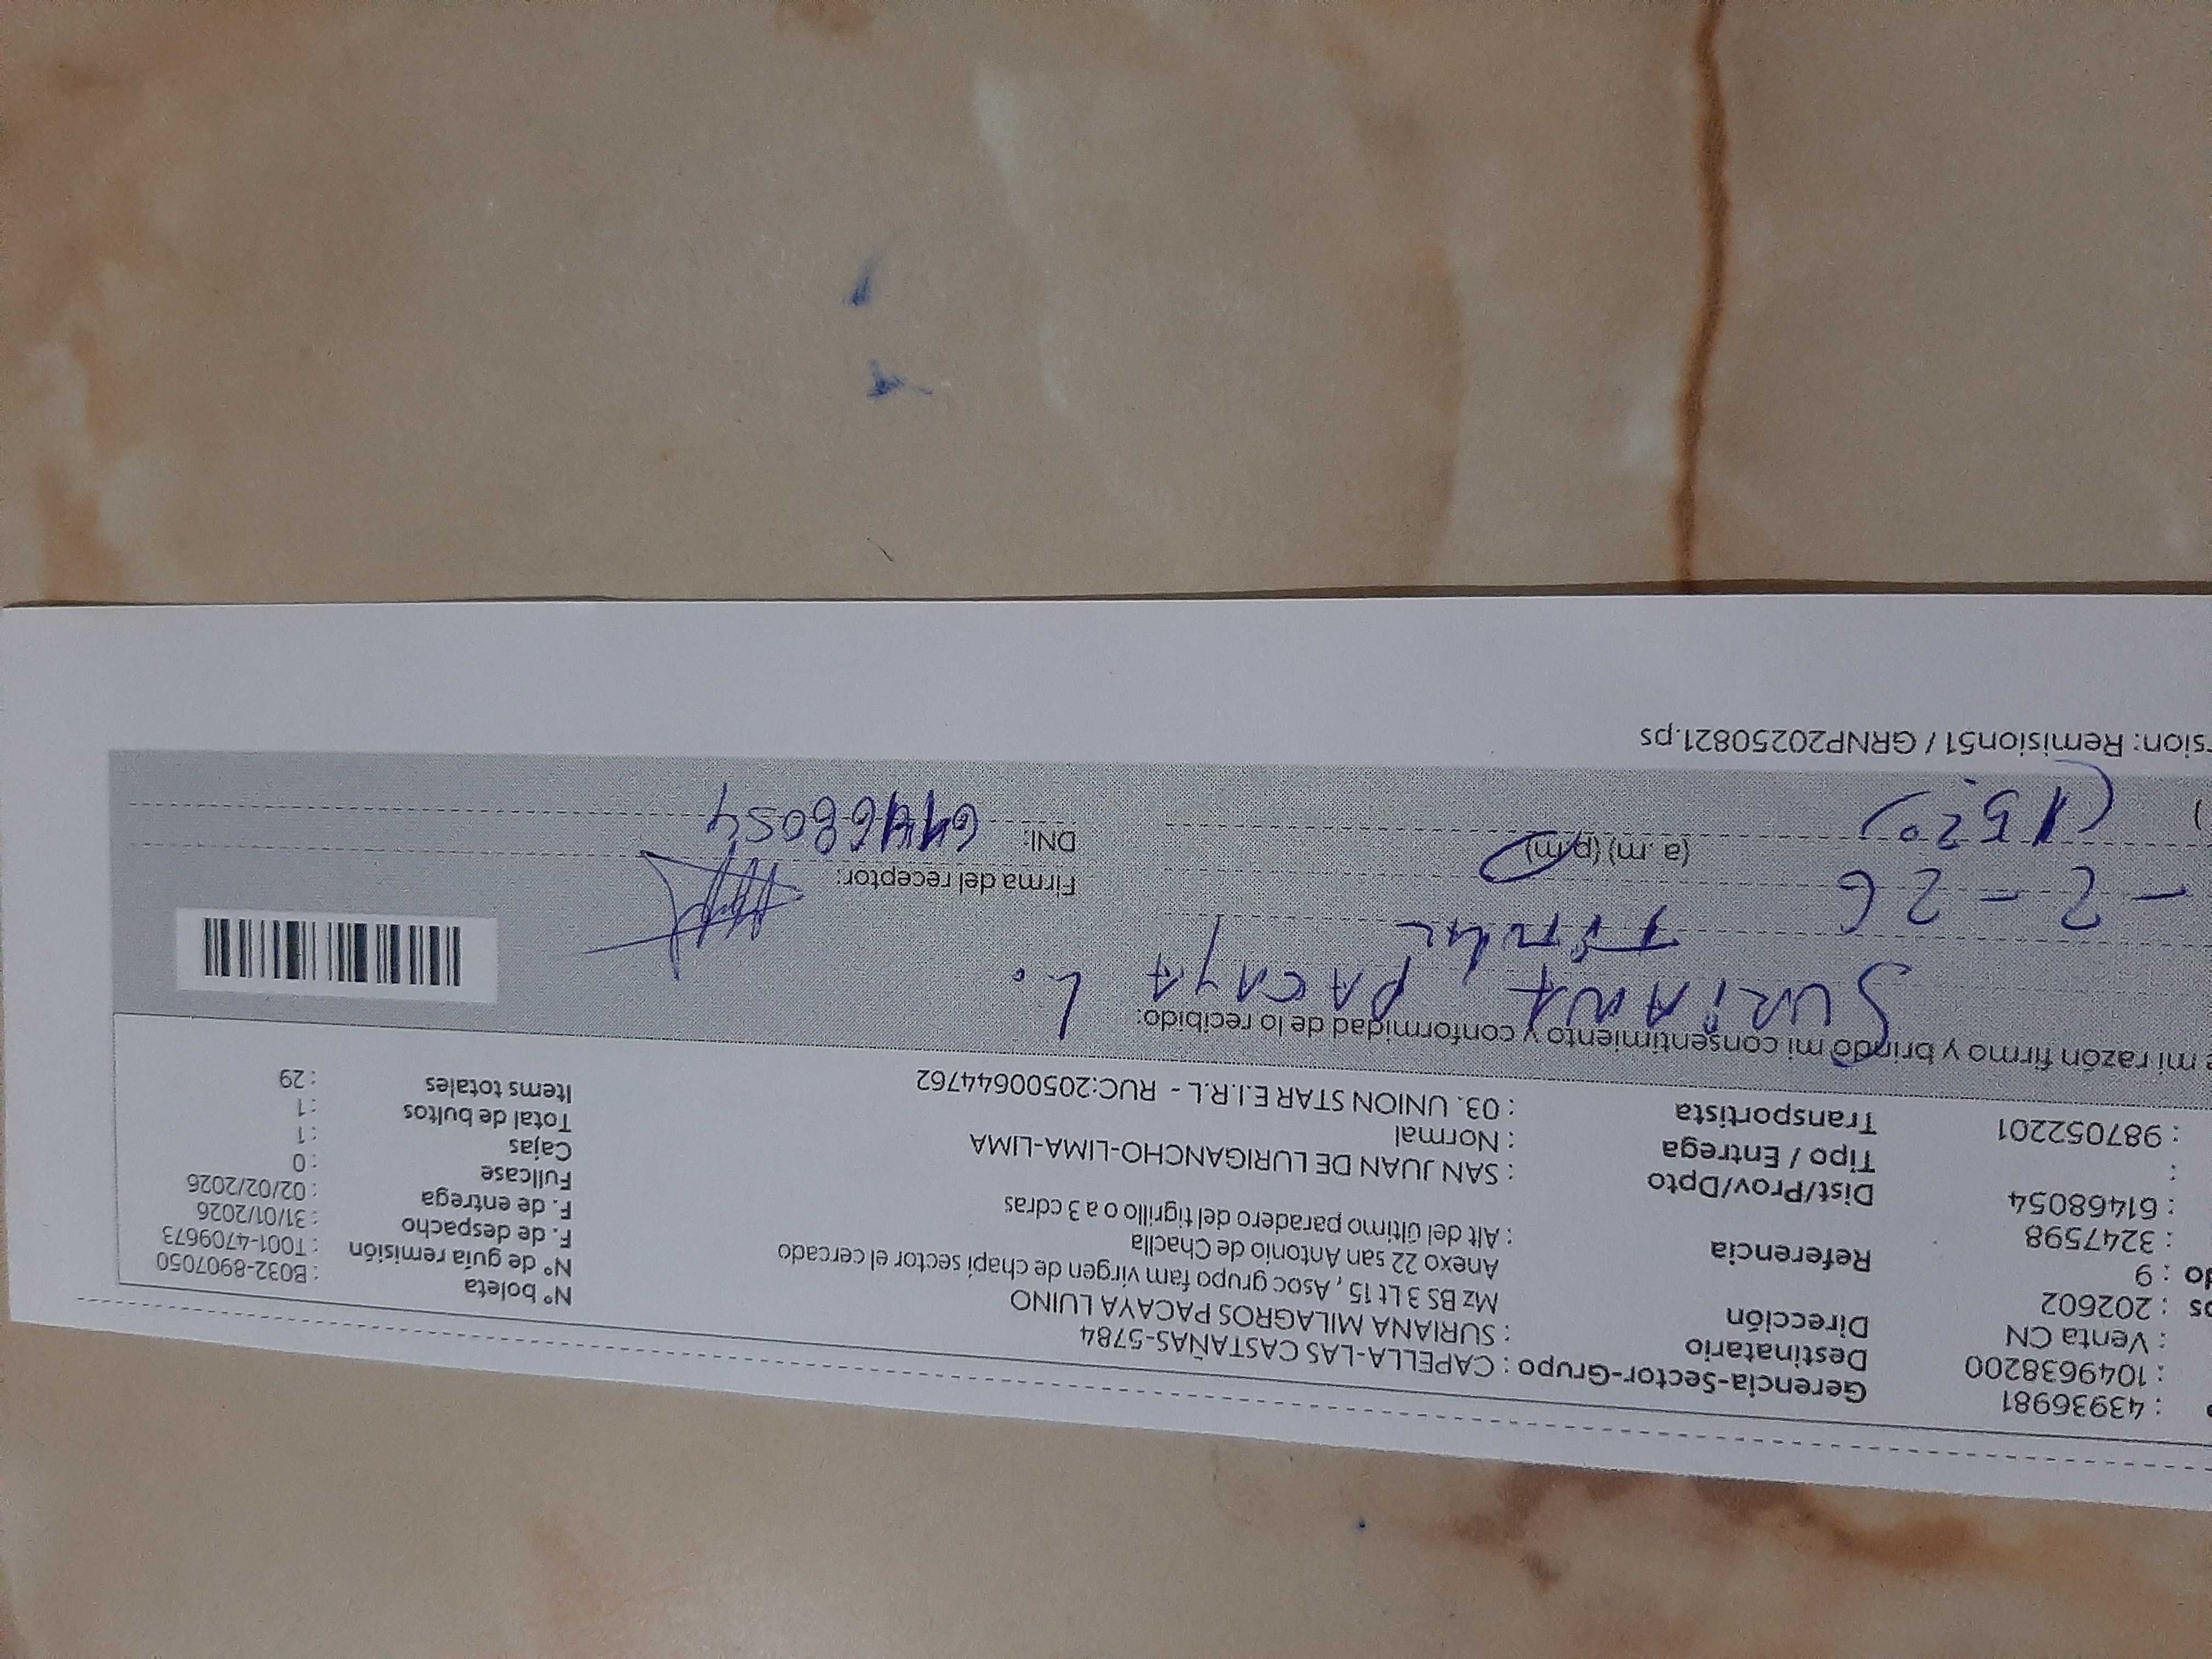 : 43936981
: 1049638200
: Venta CN
os : 202602
do : 9
: 3247598
: 61468054
:
: 987052201
Gerencia-Sector-Grupo : CAPELLA-LAS CASTAÑAS-5784
Destinatario : SURIANA MILAGROS PACAYA LUINO
Dirección Mz BS 3 Lt 15 , Asoc grupo fam virgen de chapi sector el cercado
Anexo 22 san Antonio de Chaclla
Referencia : Alt del último paradero del tigrillo o a 3 cdras
Dist/Prov/Dpto : SAN JUAN DE LURIGANCHO-LIMA-LIMA
Tipo / Entrega : Normal
Transportista : 03. UNION STAR E.I.R.L - RUC:20500644762
N° boleta : B032-8907050
N° de guía remisión : T001-4709673
F. de despacho : 31/01/2026
F. de entrega : 02/02/2026
Fullcase : 0
Cajas : 1
Total de bultos : 1
Items totales : 29
e mi razón firmo y brindo mi consentimiento y conformidad de lo recibido:
SURIANA PACAYA L.
Titular
- 2 - 26
(a. m) (p.m)
1520
Firma del receptor:
DNI: 61468054
rsion: Remision51 / GRNP20250821.ps